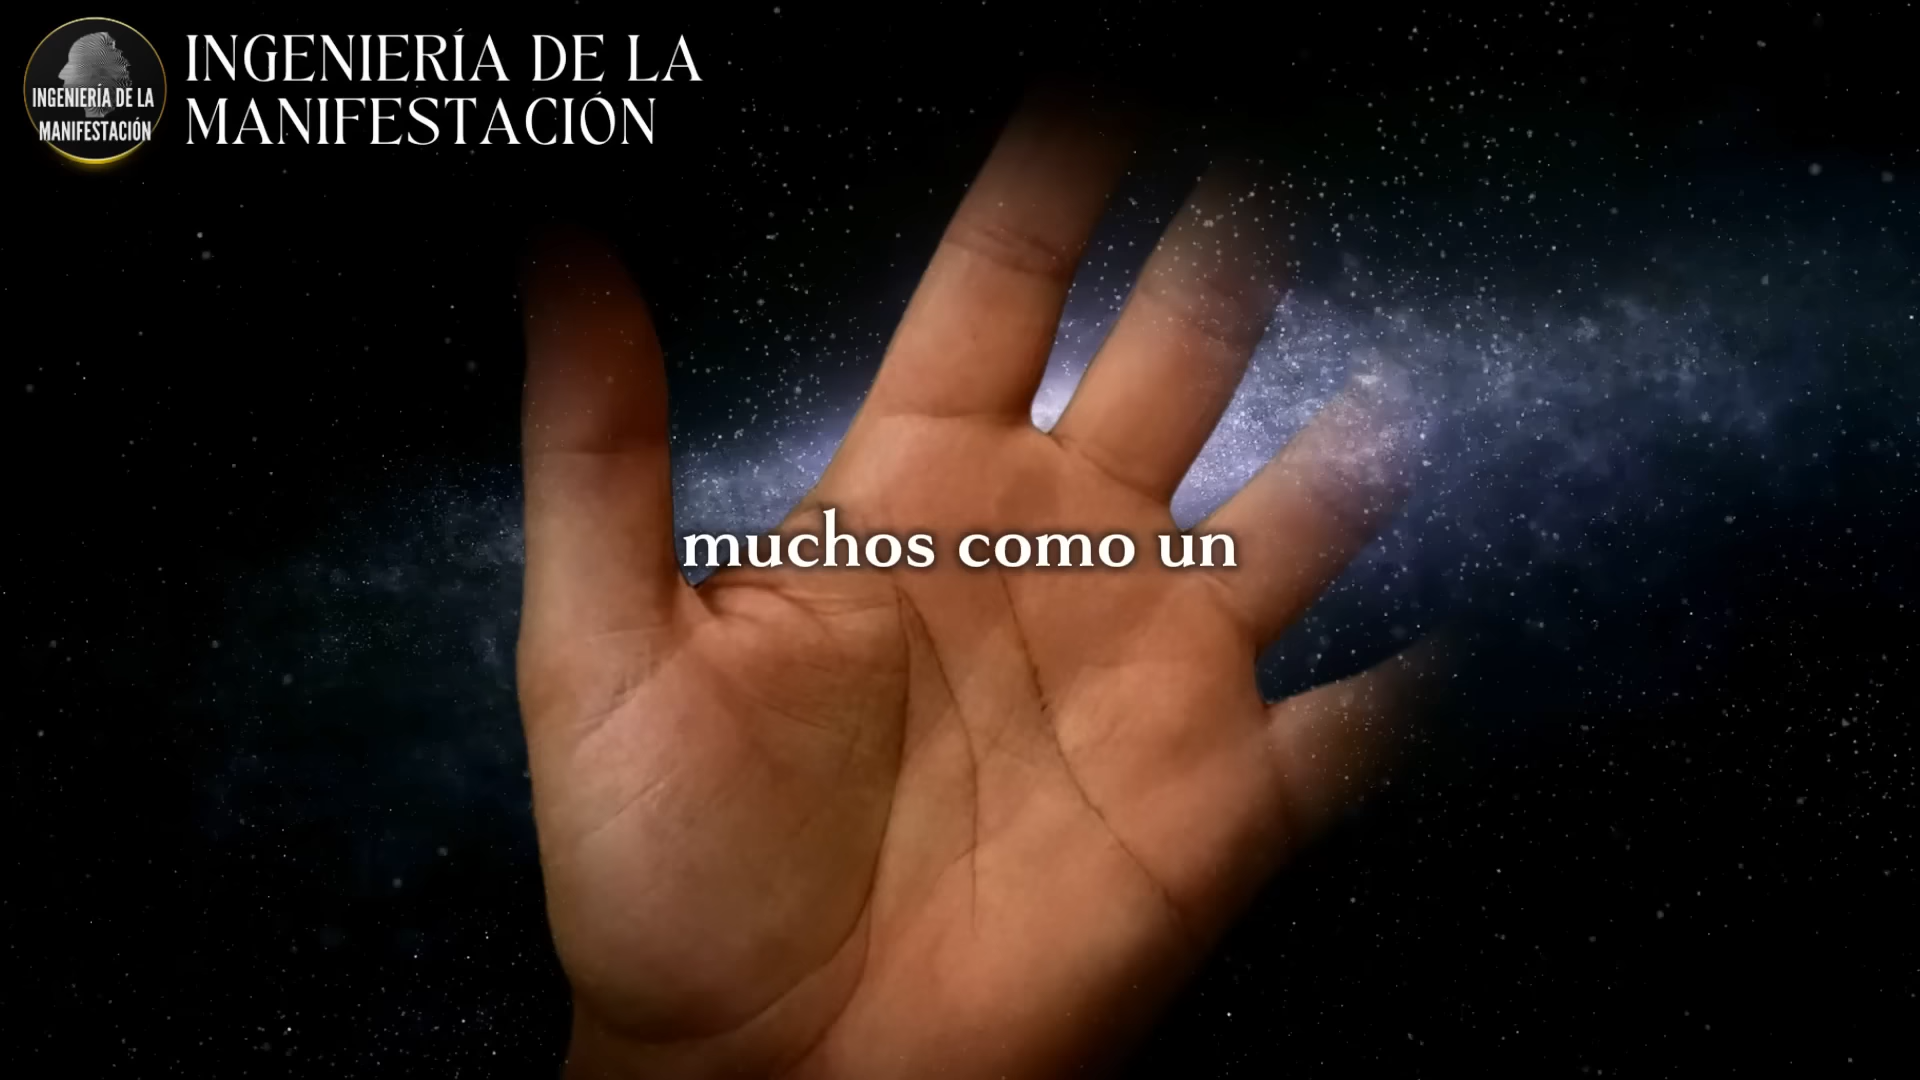 INGENIERÍA DE LA
MANIFESTACIÓN
INGENIERÍA DE LA
MANIFESTACIÓN
muchos como un